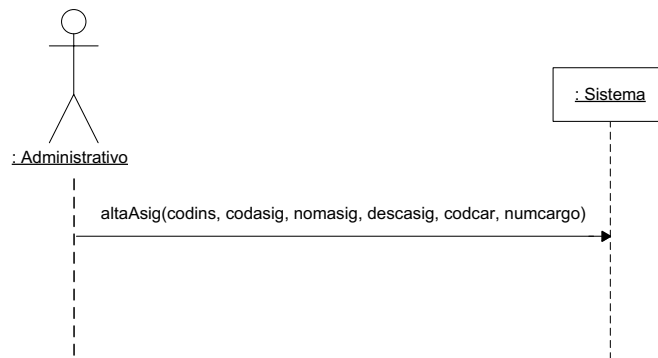 : Sistema
: Administrativo
altaAsig(codins, codasig, nomasig, descasig, codcar, numcargo)